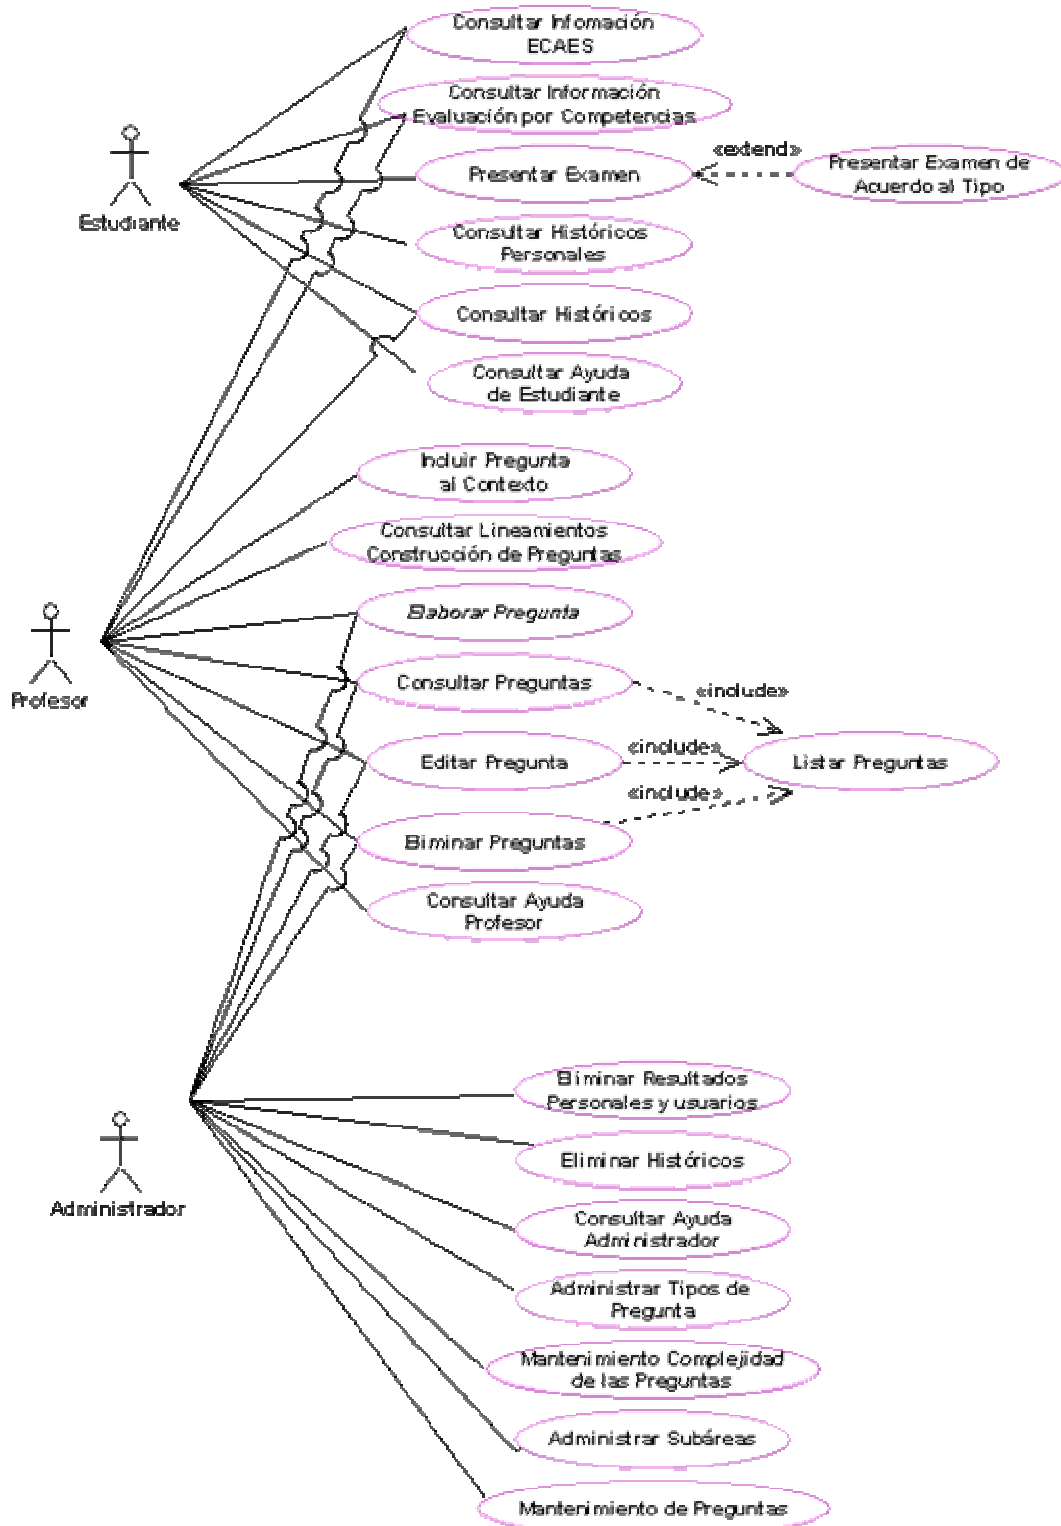 Consultar Infomación
ECAES
Consultar Información
Evaluación por Competencias
«extend»
Presentar Examen
Presentar Examen de
Acuerdo al Tipo
Estudiante
Consultar Históricos
Personales
Consultar Históricos
Consultar Ayuda
de Estudiante
Incluir Pregunta
al Contexto
Consultar Lineamientos
Construcción de Preguntas
Elaborar Pregunta
Profesor
Consultar Preguntas
«include»
«include»
Editar Pregunta
Listar Preguntas
«include»
Eliminar Preguntas
Consultar Ayuda
Profesor
Eliminar Resultados
Personales y usuarios
Eliminar Históricos
Administrador
Consultar Ayuda
Administrador
Administrar Tipos de
Pregunta
Mantenimiento Complejidad
de las Preguntas
Administrar Subáreas
Mantenimiento de Preguntas